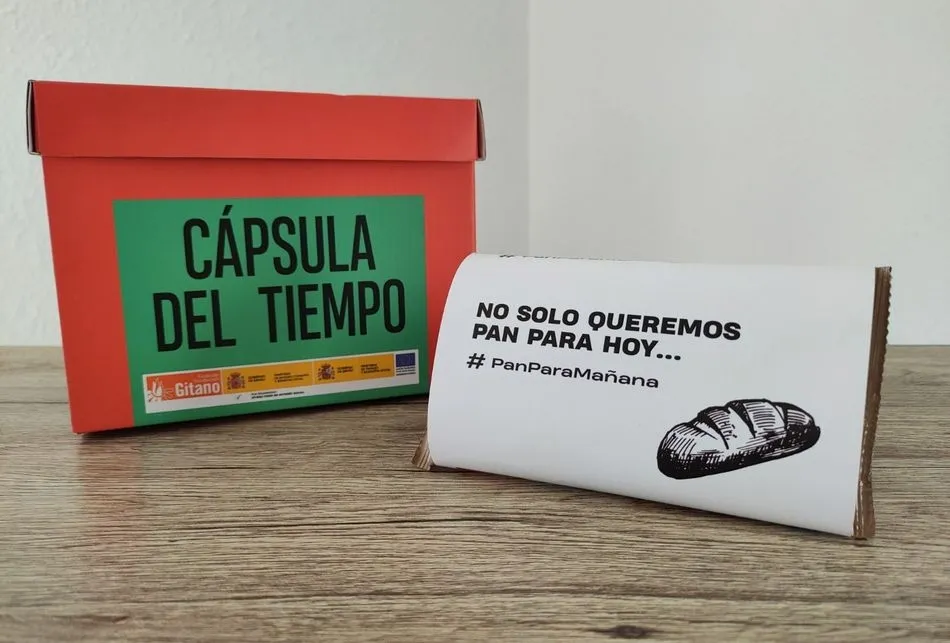 CÁPSULA
DEL TIEMPO
Gitano
NO SOLO QUEREMOS
PAN PARA HOY...
# PanParaMañana